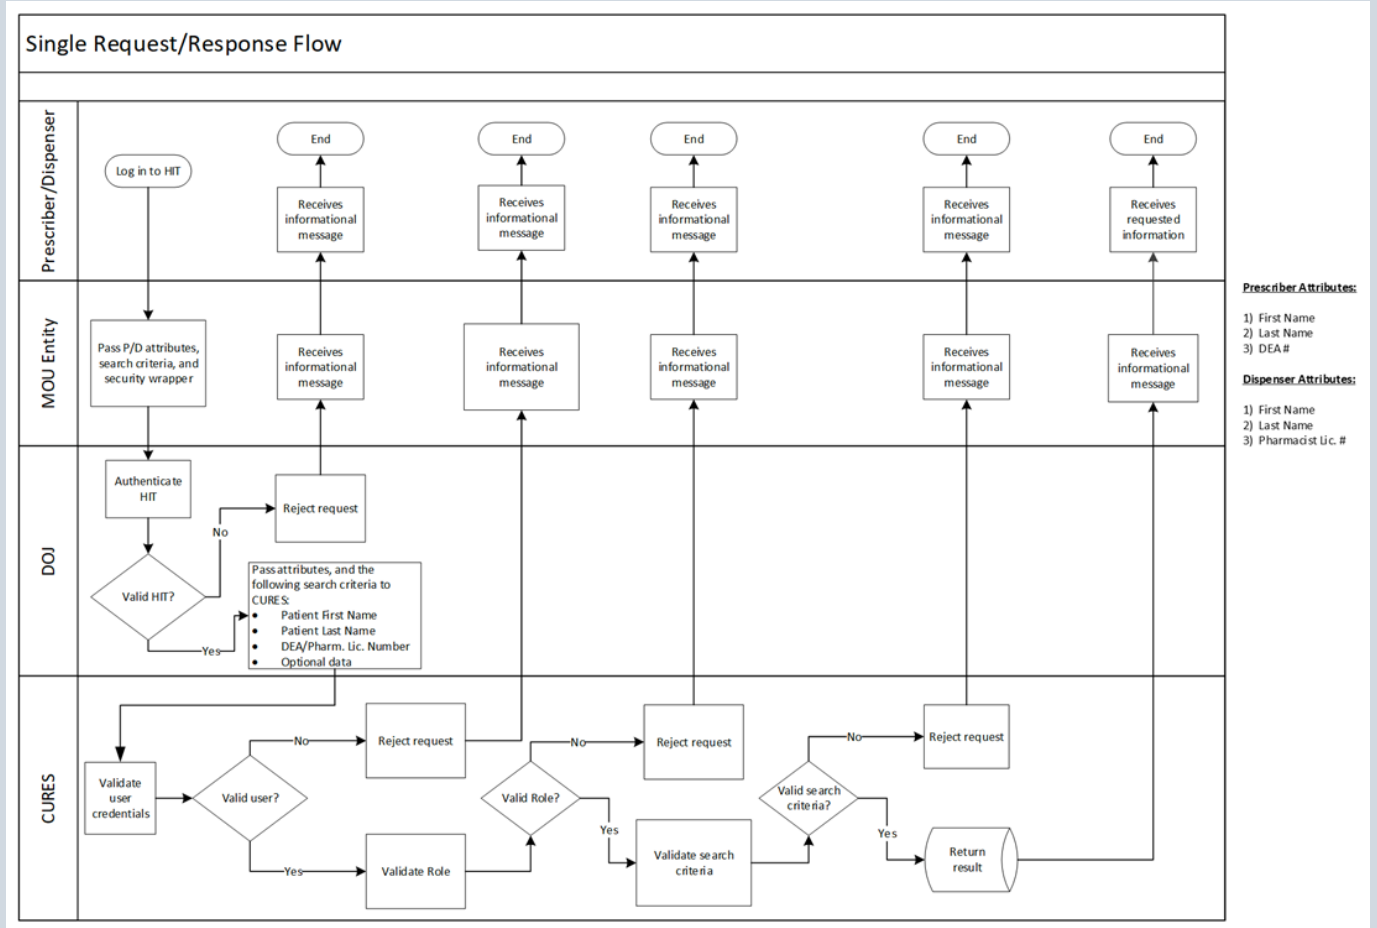 Single Request/Response Flow
Prescriber/Dispenser
Log in to HIT
End
End
End
End
End
Receives
informational
message
Receives
informational
message
Receives
informational
message
Receives
informational
message
Receives
requested
information
MOU Entity
Pass P/D attributes,
search criteria, and
security wrapper
Receives
informational
message
Receives
informational
message
Receives
informational
message
Receives
informational
message
Receives
informational
message
Prescriber Attributes:
1) First Name
2) Last Name
3) DEA#
Dispenser Attributes:
1) First Name
2) Last Name
3) Pharmacist Lic. #
DOJ
Authenticate
HIT
Valid HIT?
No
Reject request
Yes
Pass attributes, and the
following search criteria to
CURES:
• Patient First Name
• Patient Last Name
• DEA/Pharm. Lic. Number
• Optional data
CURES
Validate
user
credentials
Valid user?
No
Reject request
Yes
Validate Role
Valid Role?
No
Reject request
Yes
Validate search
criteria
Valid search
criteria?
No
Reject request
Yes
Return
result